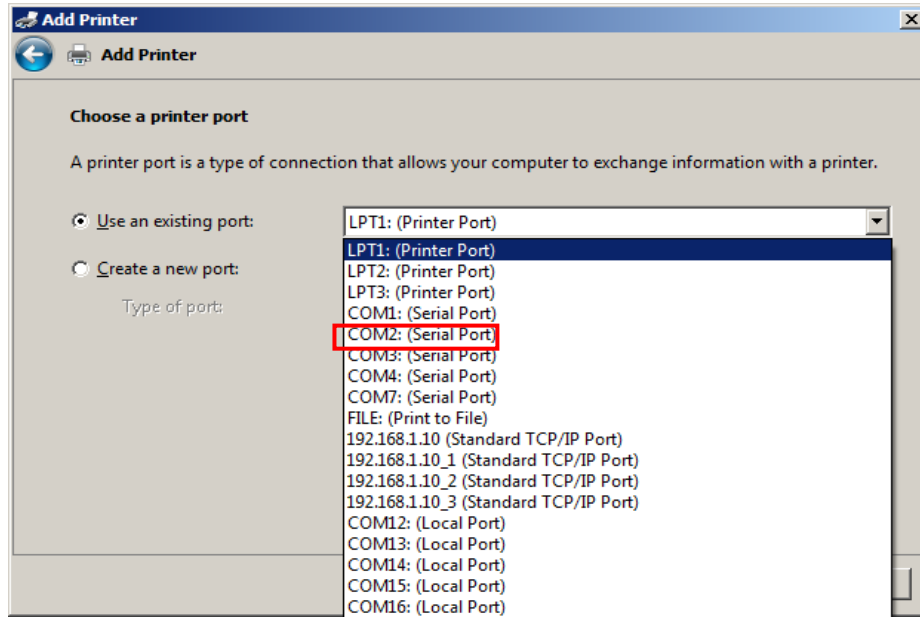 Add Printer
Add Printer
Choose a printer port
A printer port is a type of connection that allows your computer to exchange information with a printer.
Use an existing port: LPT1: (Printer Port)
LPT1: (Printer Port)
Create a new port: LPT2: (Printer Port)
LPT3: (Printer Port)
Type of port: COM1: (Serial Port)
COM2: (Serial Port)
COM3: (Serial Port)
COM4: (Serial Port)
COM7: (Serial Port)
FILE: (Print to File)
192.168.1.10 (Standard TCP/IP Port)
192.168.1.10_1 (Standard TCP/IP Port)
192.168.1.10_2 (Standard TCP/IP Port)
192.168.1.10_3 (Standard TCP/IP Port)
COM12: (Local Port)
COM13: (Local Port)
COM14: (Local Port)
COM15: (Local Port)
COM16: (Local Port)